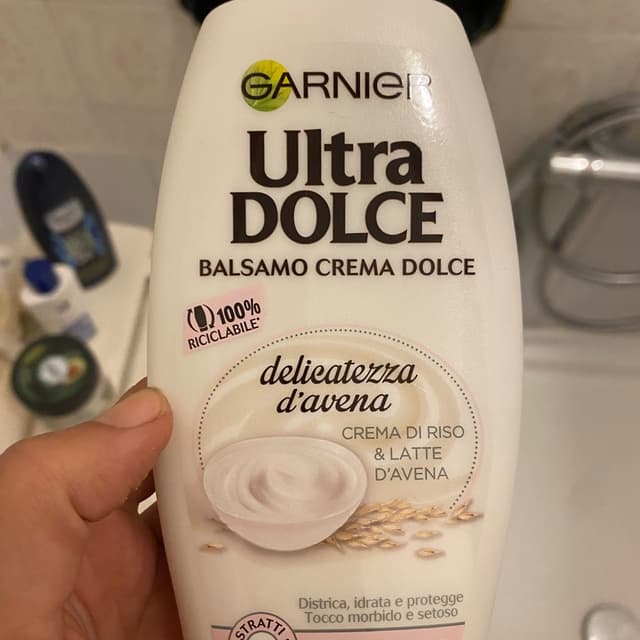 GARNIER
Ultra
DOLCE
BALSAMO CREMA DOLCE
100%
RICICLABILE*
delicatezza
d'avena
CREMA DI RISO
& LATTE
D'AVENA
Districa, idrata e protegge
Tocco morbido e setoso
STRATTI